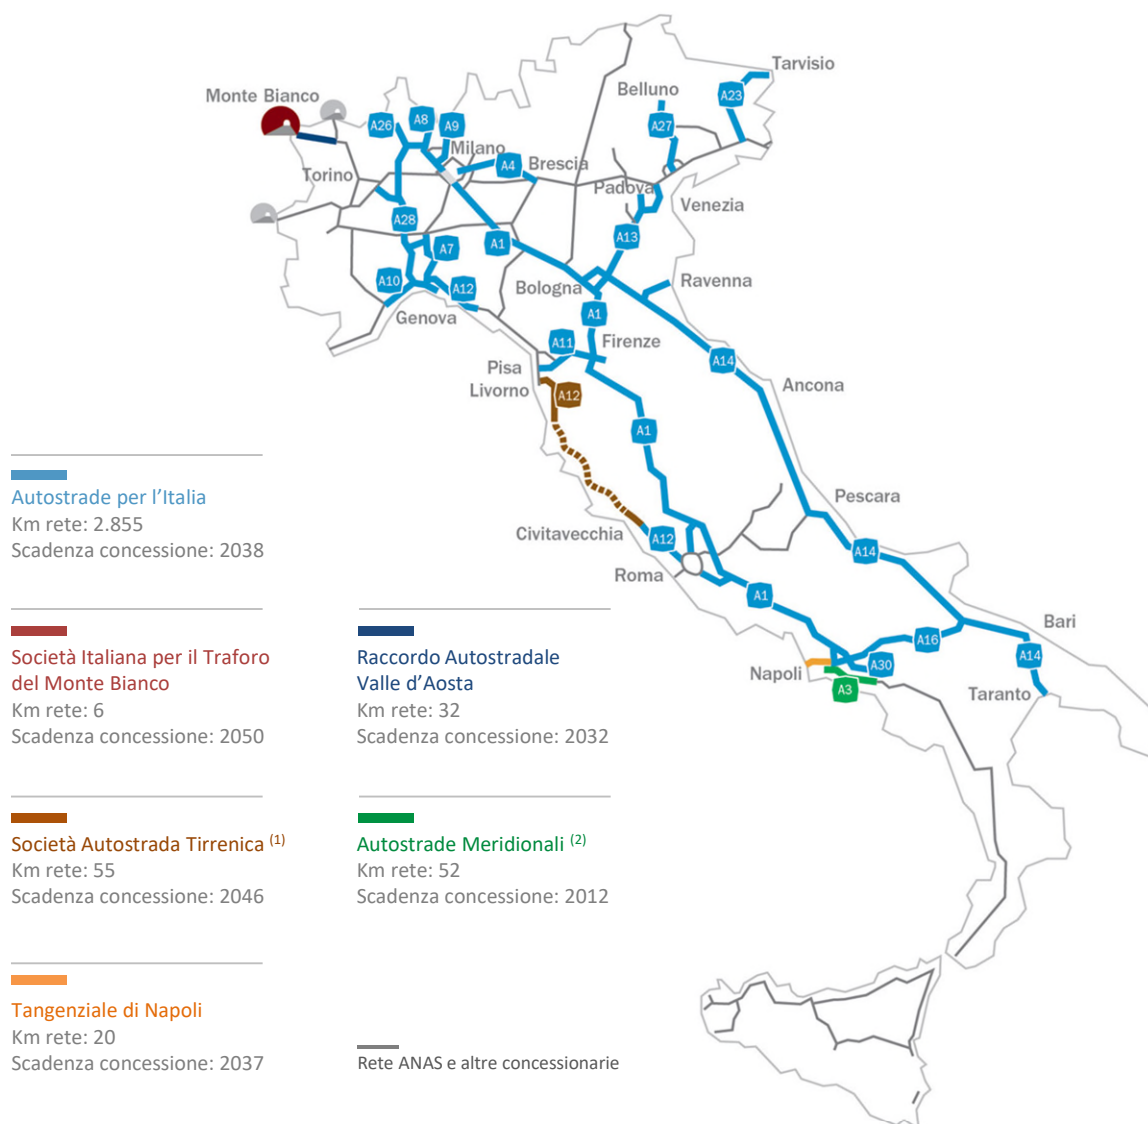 Tarvisio
Belluno
A23
Monte Bianco
A26
A8
A9
A27
Milano
A4
Brescia
Torino
Padova
Venezia
A28
A7
A1
A13
A10
A12
Bologna
Ravenna
Genova
A1
A11
Firenze
Pisa
A14
Livorno
A12
Ancona
A1
Autostrade per l'Italia
Km rete: 2.855
Scadenza concessione: 2038
Pescara
Civitavecchia
A12
A14
Roma
A1
Bari
A16
A14
Napoli
A30
A3
Taranto
Società Italiana per il Traforo
del Monte Bianco
Km rete: 6
Scadenza concessione: 2050
Raccordo Autostradale
Valle d'Aosta
Km rete: 32
Scadenza concessione: 2032
Società Autostrada Tirrenica (1)
Km rete: 55
Scadenza concessione: 2046
Autostrade Meridionali (2)
Km rete: 52
Scadenza concessione: 2012
Tangenziale di Napoli
Km rete: 20
Scadenza concessione: 2037
Rete ANAS e altre concessionarie